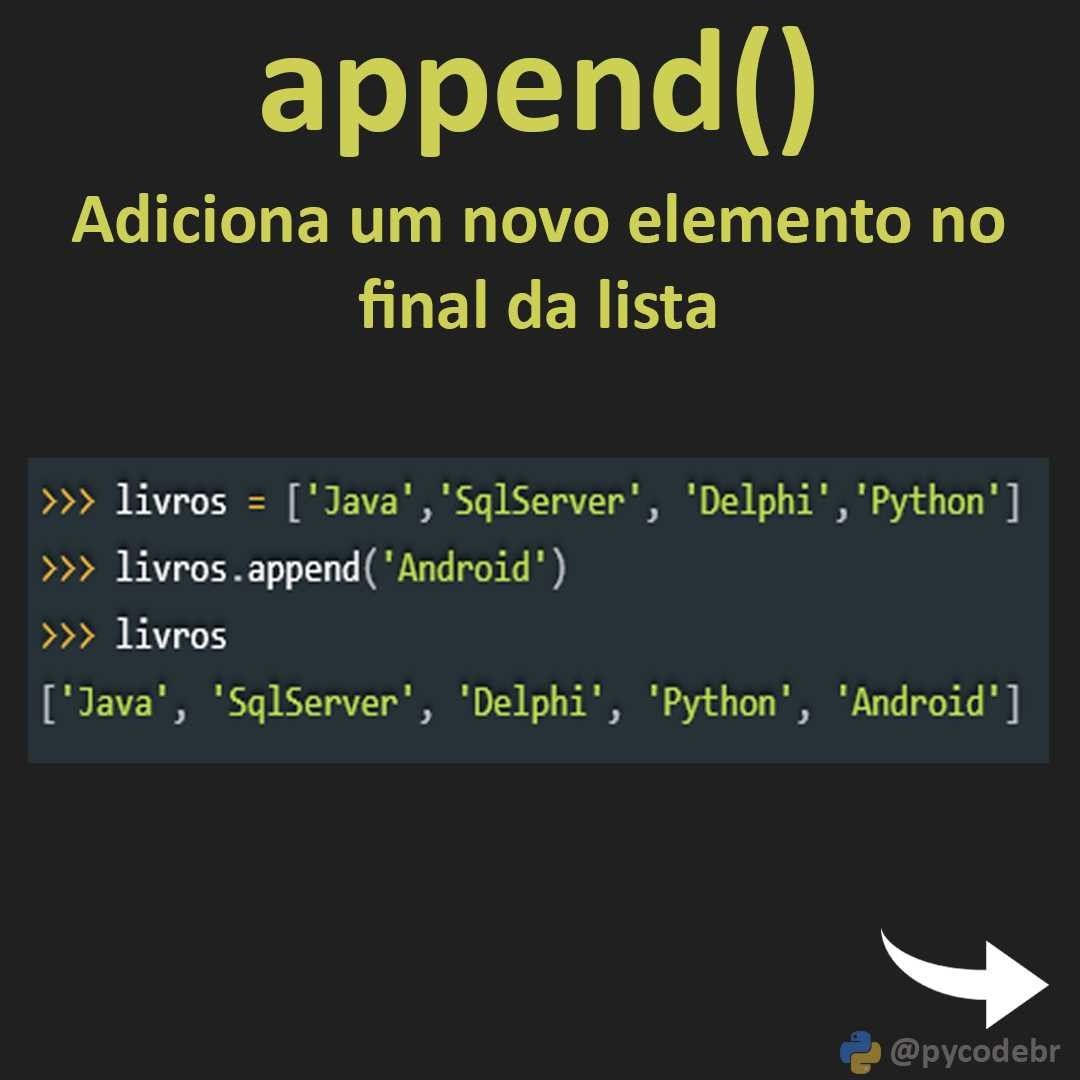 append()
Adiciona um novo elemento no
final da lista
>>> livros = ['Java','SqlServer', 'Delphi','Python']
>>> livros.append('Android')
>>> livros
['Java', 'SqlServer', 'Delphi', 'Python', 'Android']
@pycodebr